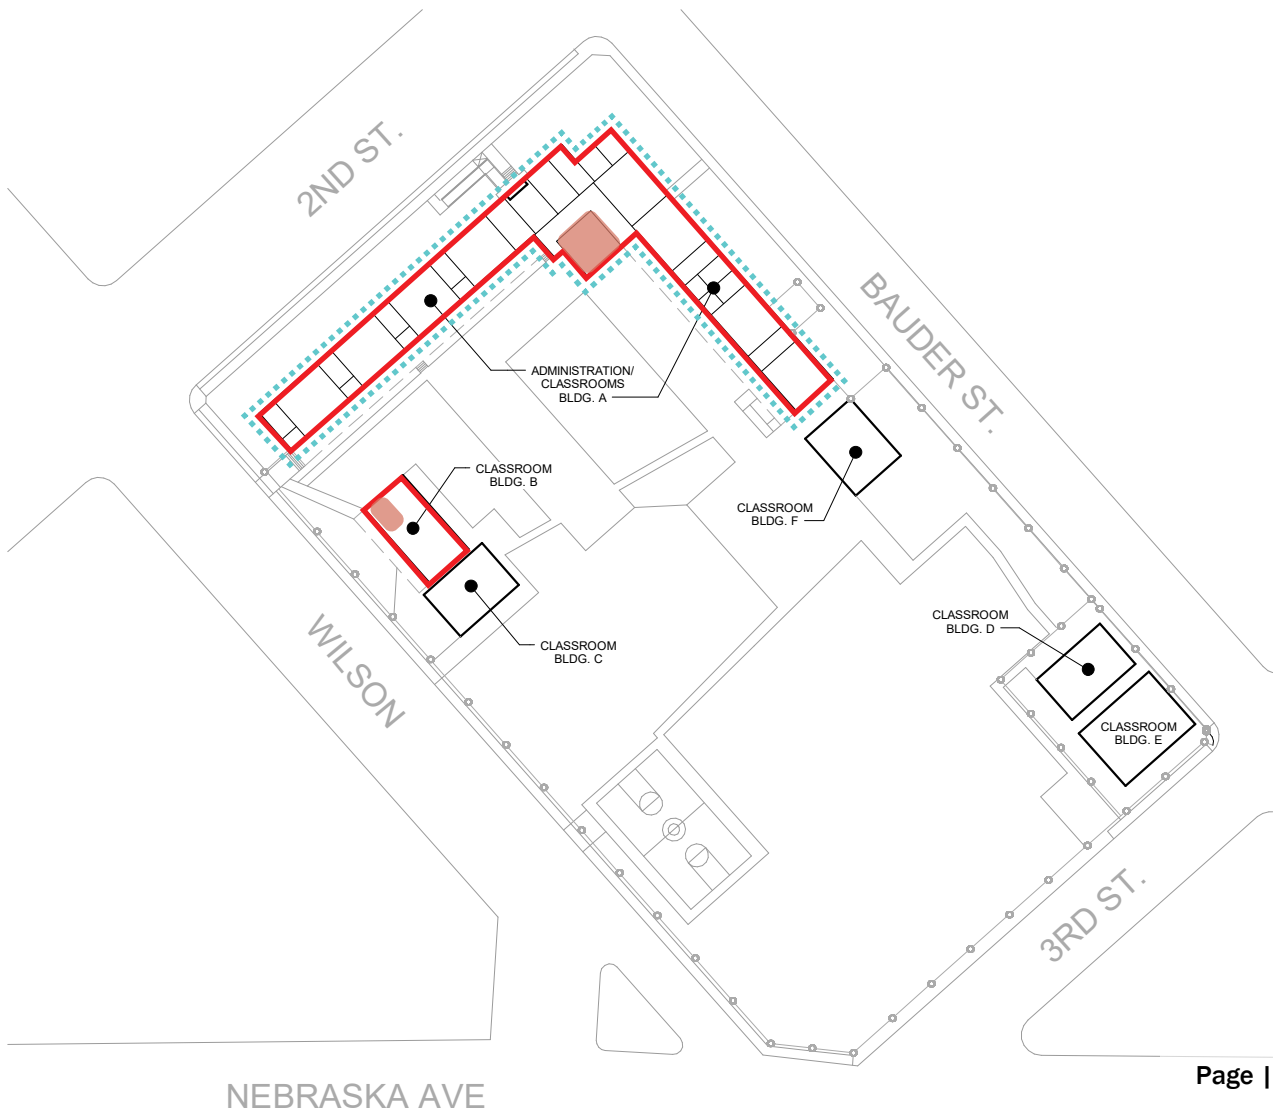 2ND ST.
BAUDER ST.
ADMINISTRATION/
CLASSROOMS
BLDG. A
CLASSROOM
BLDG. B
CLASSROOM
BLDG. F
CLASSROOM
BLDG. D
WILSON
CLASSROOM
BLDG. C
CLASSROOM
BLDG. E
3RD ST.
Page |
NEBRASKA AVE